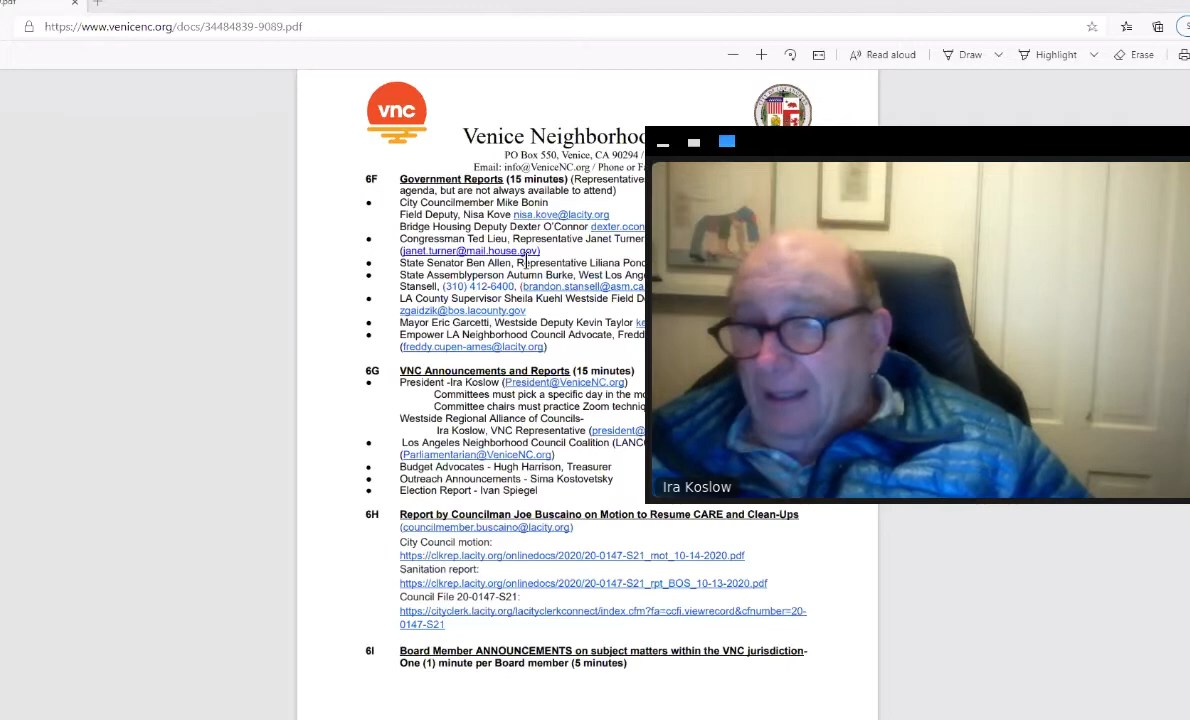 .pdf
https://www.venicenc.org/docs/34484839-9089.pdf
Read aloud
Draw
Highlight
Erase
vnc
Venice Neighborhoo
PO Box 550, Venice, CA 90294 /
Email: info@VeniceNC.org / Phone or Fa
6F Government Reports (15 minutes) (Representatives
agenda, but are not always available to attend)
● City Councilmember Mike Bonin
Field Deputy, Nisa Kove nisa.kove@lacity.org
Bridge Housing Deputy Dexter O'Connor dexter.ocon
● Congressman Ted Lieu, Representative Janet Turner
(janet.turner@mail.house.gov)
● State Senator Ben Allen, Representative Liliana Ponc
● State Assemblyperson Autumn Burke, West Los Ange
Stansell, (310) 412-6400, (brandon.stansell@asm.ca.
● LA County Supervisor Sheila Kuehl Westside Field D
zgaidzik@bos.lacounty.gov
● Mayor Eric Garcetti, Westside Deputy Kevin Taylor ke
● Empower LA Neighborhood Council Advocate, Fredd
(freddy.cupen-ames@lacity.org)
6G VNC Announcements and Reports (15 minutes)
● President -Ira Koslow (President@VeniceNC.org)
Committees must pick a specific day in the mo
Committee chairs must practice Zoom techniq
Westside Regional Alliance of Councils-
Ira Koslow, VNC Representative (president@
● Los Angeles Neighborhood Council Coalition (LANC
(Parliamentarian@VeniceNC.org)
● Budget Advocates - Hugh Harrison, Treasurer
● Outreach Announcements - Sima Kostovetsky
● Election Report - Ivan Spiegel
Ira Koslow
6H Report by Councilman Joe Buscaino on Motion to Resume CARE and Clean-Ups
(councilmember.buscaino@lacity.org)
City Council motion:
https://clkrep.lacity.org/onlinedocs/2020/20-0147-S21_mot_10-14-2020.pdf
Sanitation report:
https://clkrep.lacity.org/onlinedocs/2020/20-0147-S21_rpt_BOS_10-13-2020.pdf
Council File 20-0147-S21:
https://cityclerk.lacity.org/lacityclerkconnect/index.cfm?fa=ccfi.viewrecord&cfnumber=20-
0147-S21
6I Board Member ANNOUNCEMENTS on subject matters within the VNC jurisdiction-
One (1) minute per Board member (5 minutes)